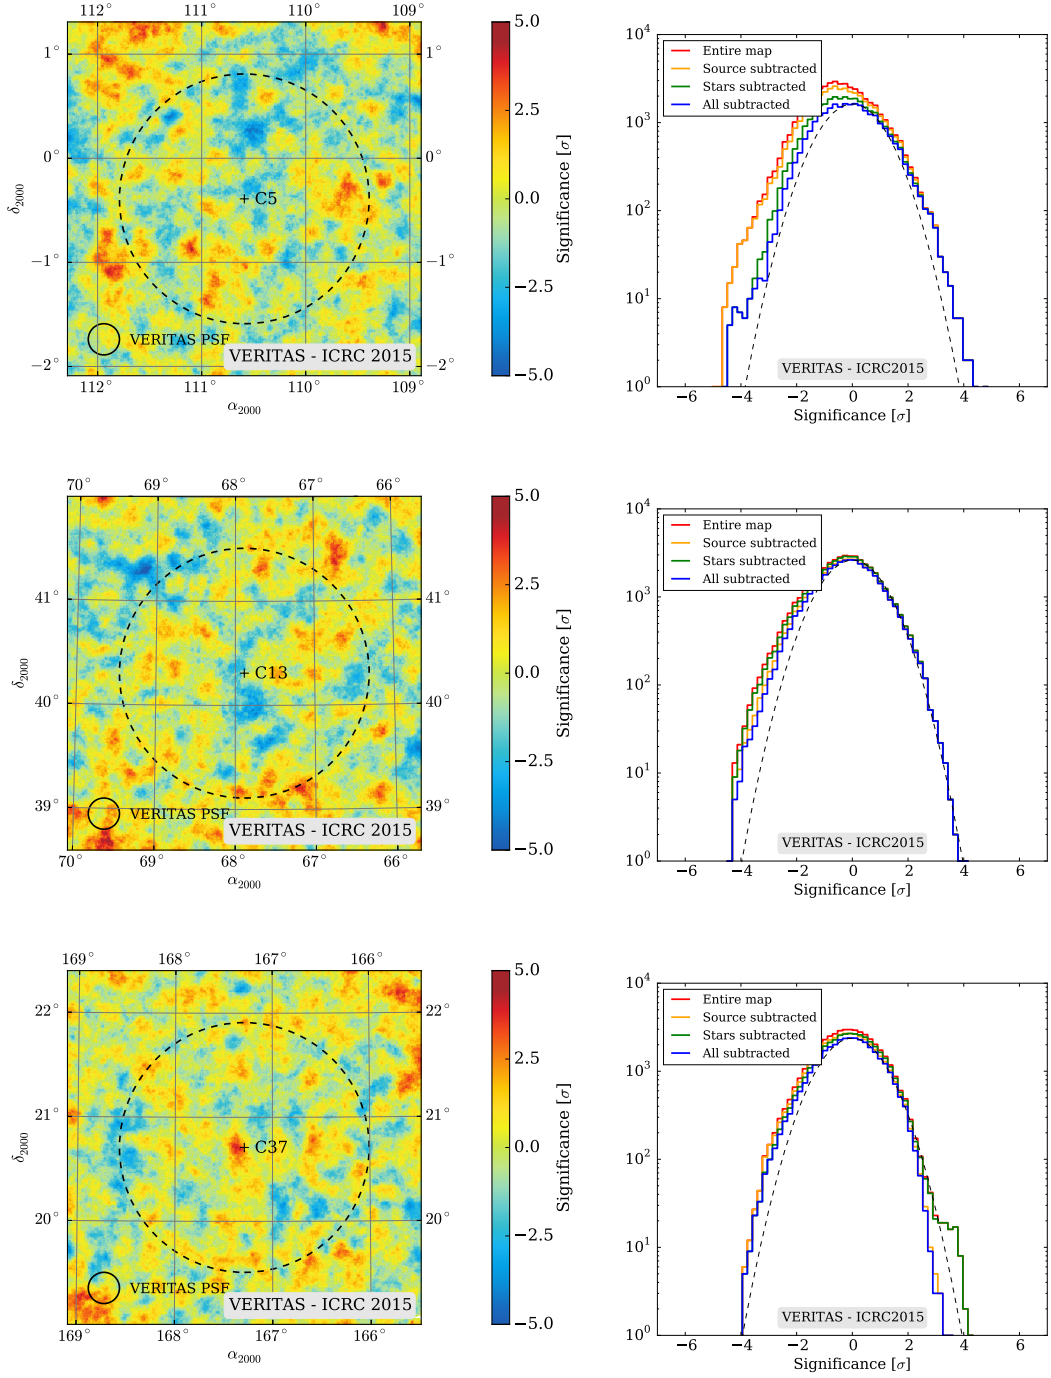 112° 111° 110° 109°
1° 1°
0° 0°
−1° −1°
−2° −2°
δ2000
+ C5
VERITAS PSF
VERITAS - ICRC 2015
112° 111° 110° 109°
α2000
5.0
2.5
0.0
−2.5
−5.0
Significance [σ]
Entire map
Source subtracted
Stars subtracted
All subtracted
10^4
10^3
10^2
10^1
10^0
VERITAS - ICRC2015
−6 −4 −2 0 2 4 6
Significance [σ]
70° 69° 68° 67° 66°
41° 41°
40° 40°
39° 39°
δ2000
+ C13
VERITAS PSF
VERITAS - ICRC 2015
70° 69° 68° 67° 66°
α2000
5.0
2.5
0.0
−2.5
−5.0
Significance [σ]
Entire map
Source subtracted
Stars subtracted
All subtracted
10^4
10^3
10^2
10^1
10^0
VERITAS - ICRC2015
−6 −4 −2 0 2 4 6
Significance [σ]
169° 168° 167° 166°
22° 22°
21° 21°
20° 20°
δ2000
+ C37
VERITAS PSF
VERITAS - ICRC 2015
169° 168° 167° 166°
α2000
5.0
2.5
0.0
−2.5
−5.0
Significance [σ]
Entire map
Source subtracted
Stars subtracted
All subtracted
10^4
10^3
10^2
10^1
10^0
VERITAS - ICRC2015
−6 −4 −2 0 2 4 6
Significance [σ]